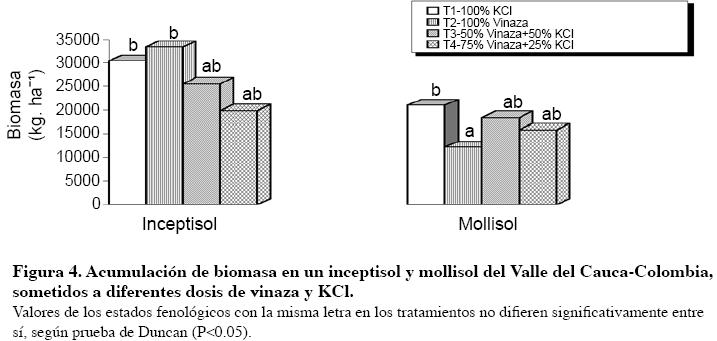 T1-100% KCl
T2-100% Vinaza
T3-50% Vinaza+50% KCl
T4-75% Vinaza+25% KCl
Biomasa
(kg. ha⁻¹)
35000
30000
25000
20000
15000
10000
5000
0
b b ab ab
b a ab ab
Inceptisol Mollisol
Figura 4. Acumulación de biomasa en un inceptisol y mollisol del Valle del Cauca-Colombia,
sometidos a diferentes dosis de vinaza y KCl.
Valores de los estados fenológicos con la misma letra en los tratamientos no difieren significativamente entre
sí, según prueba de Duncan (P<0.05).